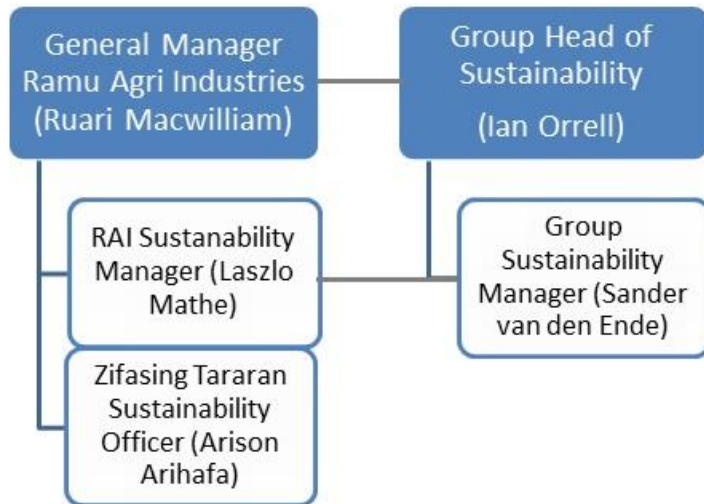 General Manager
Ramu Agri Industries
(Ruari Macwilliam)
Group Head of
Sustainability
(Ian Orrell)
RAI Sustanability
Manager (Laszlo
Mathe)
Group
Sustainability
Manager (Sander
van den Ende)
Zifasing Tararan
Sustainability
Officer (Arison
Arihafa)